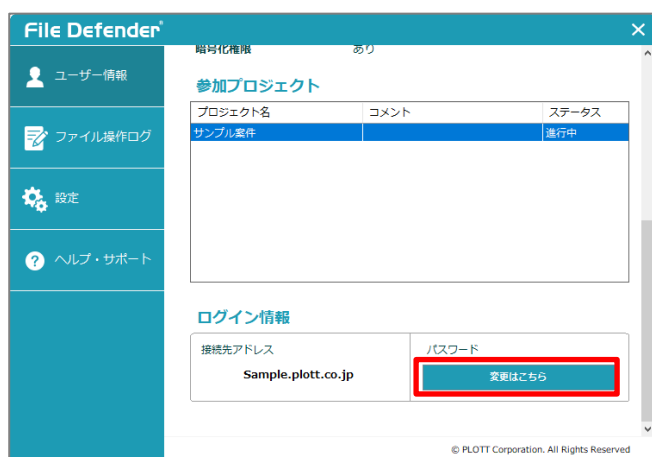 File Defender®
暗号化権限 あり
ユーザー情報
参加プロジェクト
プロジェクト名 コメント ステータス
サンプル案件 進行中
ファイル操作ログ
設定
ヘルプ・サポート
ログイン情報
接続先アドレス パスワード
Sample.plott.co.jp 変更はこちら
© PLOTT Corporation. All Rights Reserved